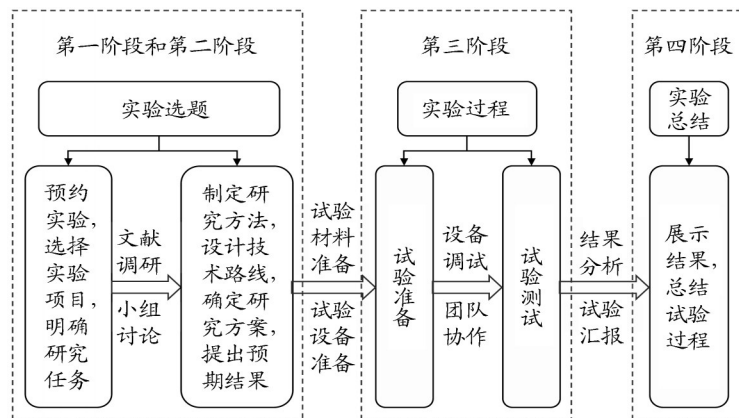 第一阶段和第二阶段
实验选题
预约
实验,
选择
实验
项目,
明确
研究
任务
文献
调研
小组
讨论
制定研
究方法,
设计技
术路线,
确定研
究方案,
提出预
期结果
试验
材料
准备
试验
设备
准备
第三阶段
实验过程
试验准备
设备
调试
团队
协作
试验测试
结果
分析
试验
汇报
第四阶段
实验
总结
展示
结果,
总结
试验
过程